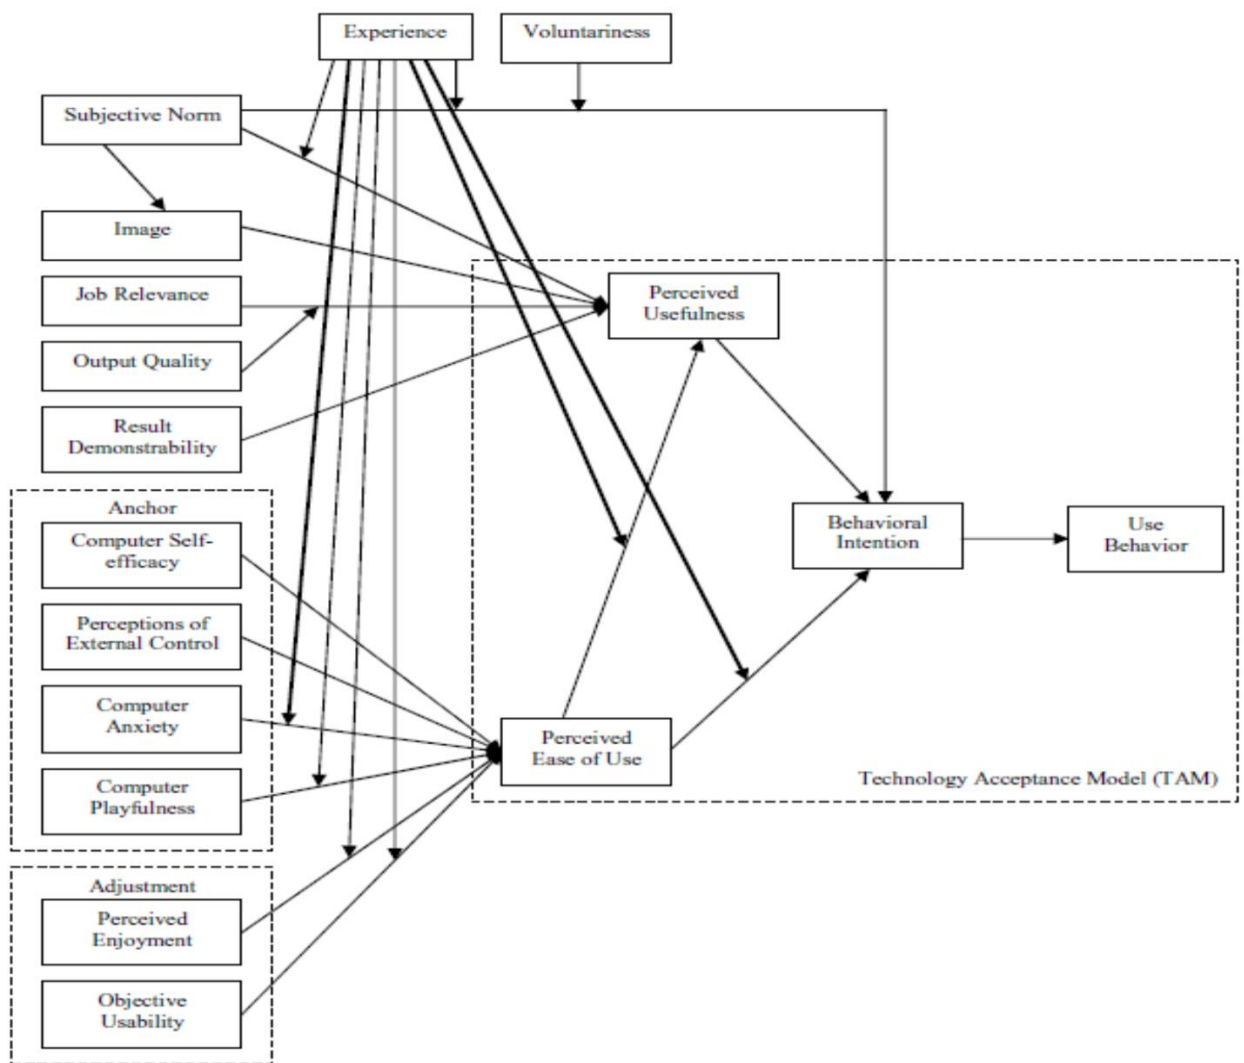 Experience
Voluntariness
Subjective Norm
Image
Job Relevance
Perceived
Usefulness
Output Quality
Result
Demonstrability
Anchor
Computer Self-
efficacy
Behavioral
Intention
Use
Behavior
Perceptions of
External Control
Computer
Anxiety
Perceived
Ease of Use
Computer
Playfulness
Technology Acceptance Model (TAM)
Adjustment
Perceived
Enjoyment
Objective
Usability